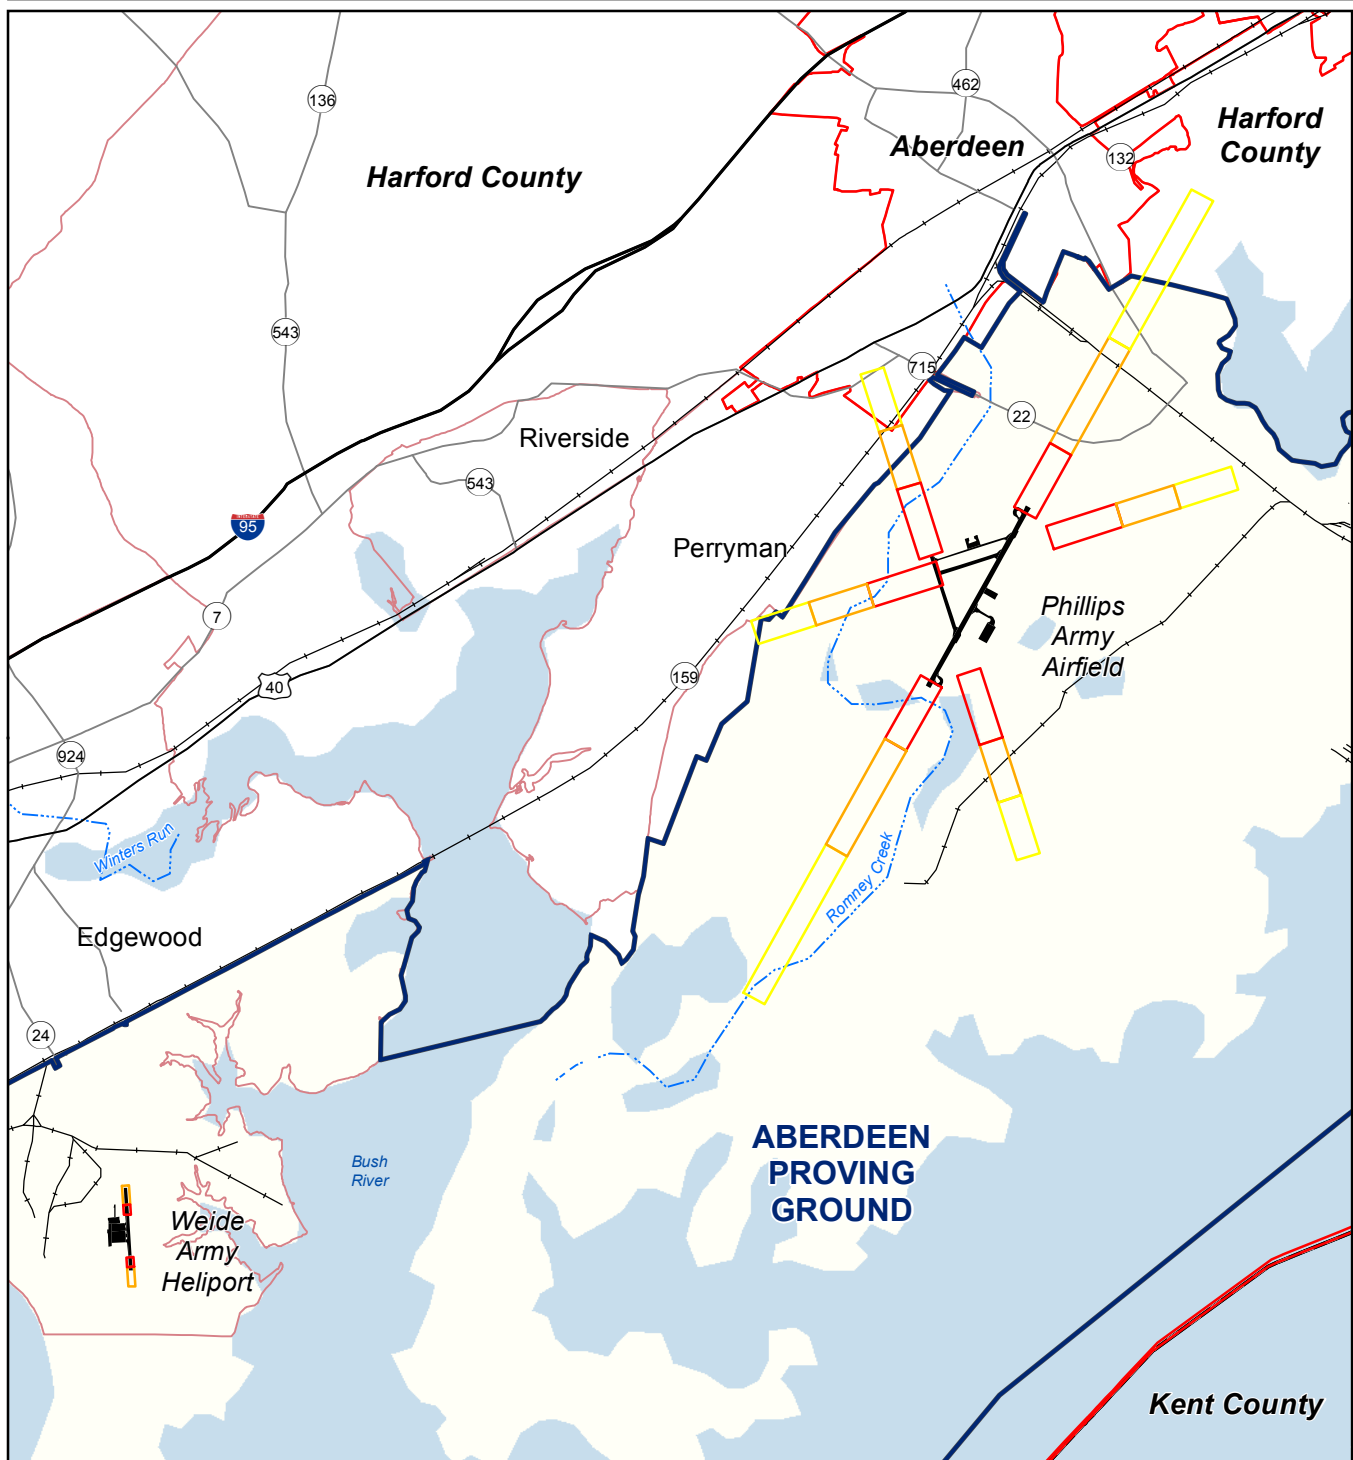 462
136
Harford
County
Aberdeen
132
Harford County
543
715
22
Riverside
543
INTERSTATE
95
Perryman
Phillips
Army
Airfield
7
159
40
924
Winters Run
Romney Creek
Edgewood
24
ABERDEEN
PROVING
GROUND
Bush
River
Weide
Army
Heliport
Kent County